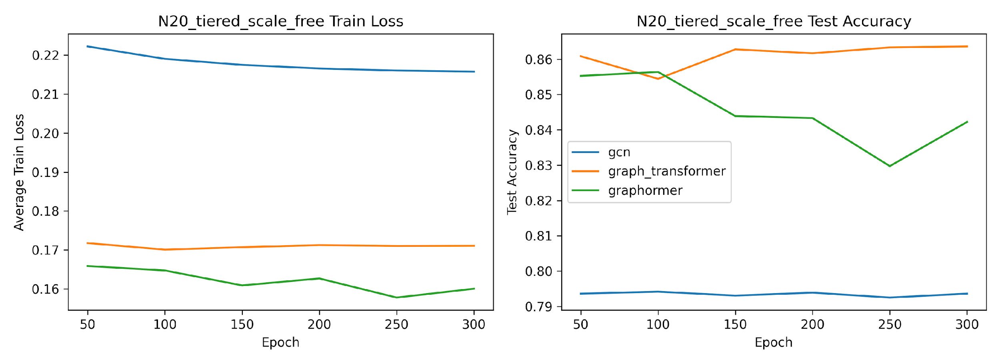 N20_tiered_scale_free Train Loss
Average Train Loss
0.22
0.21
0.20
0.19
0.18
0.17
0.16
50 100 150 200 250 300
Epoch
N20_tiered_scale_free Test Accuracy
Test Accuracy
0.86
0.85
0.84
0.83
0.82
0.81
0.80
0.79
gcn
graph_transformer
graphormer
50 100 150 200 250 300
Epoch